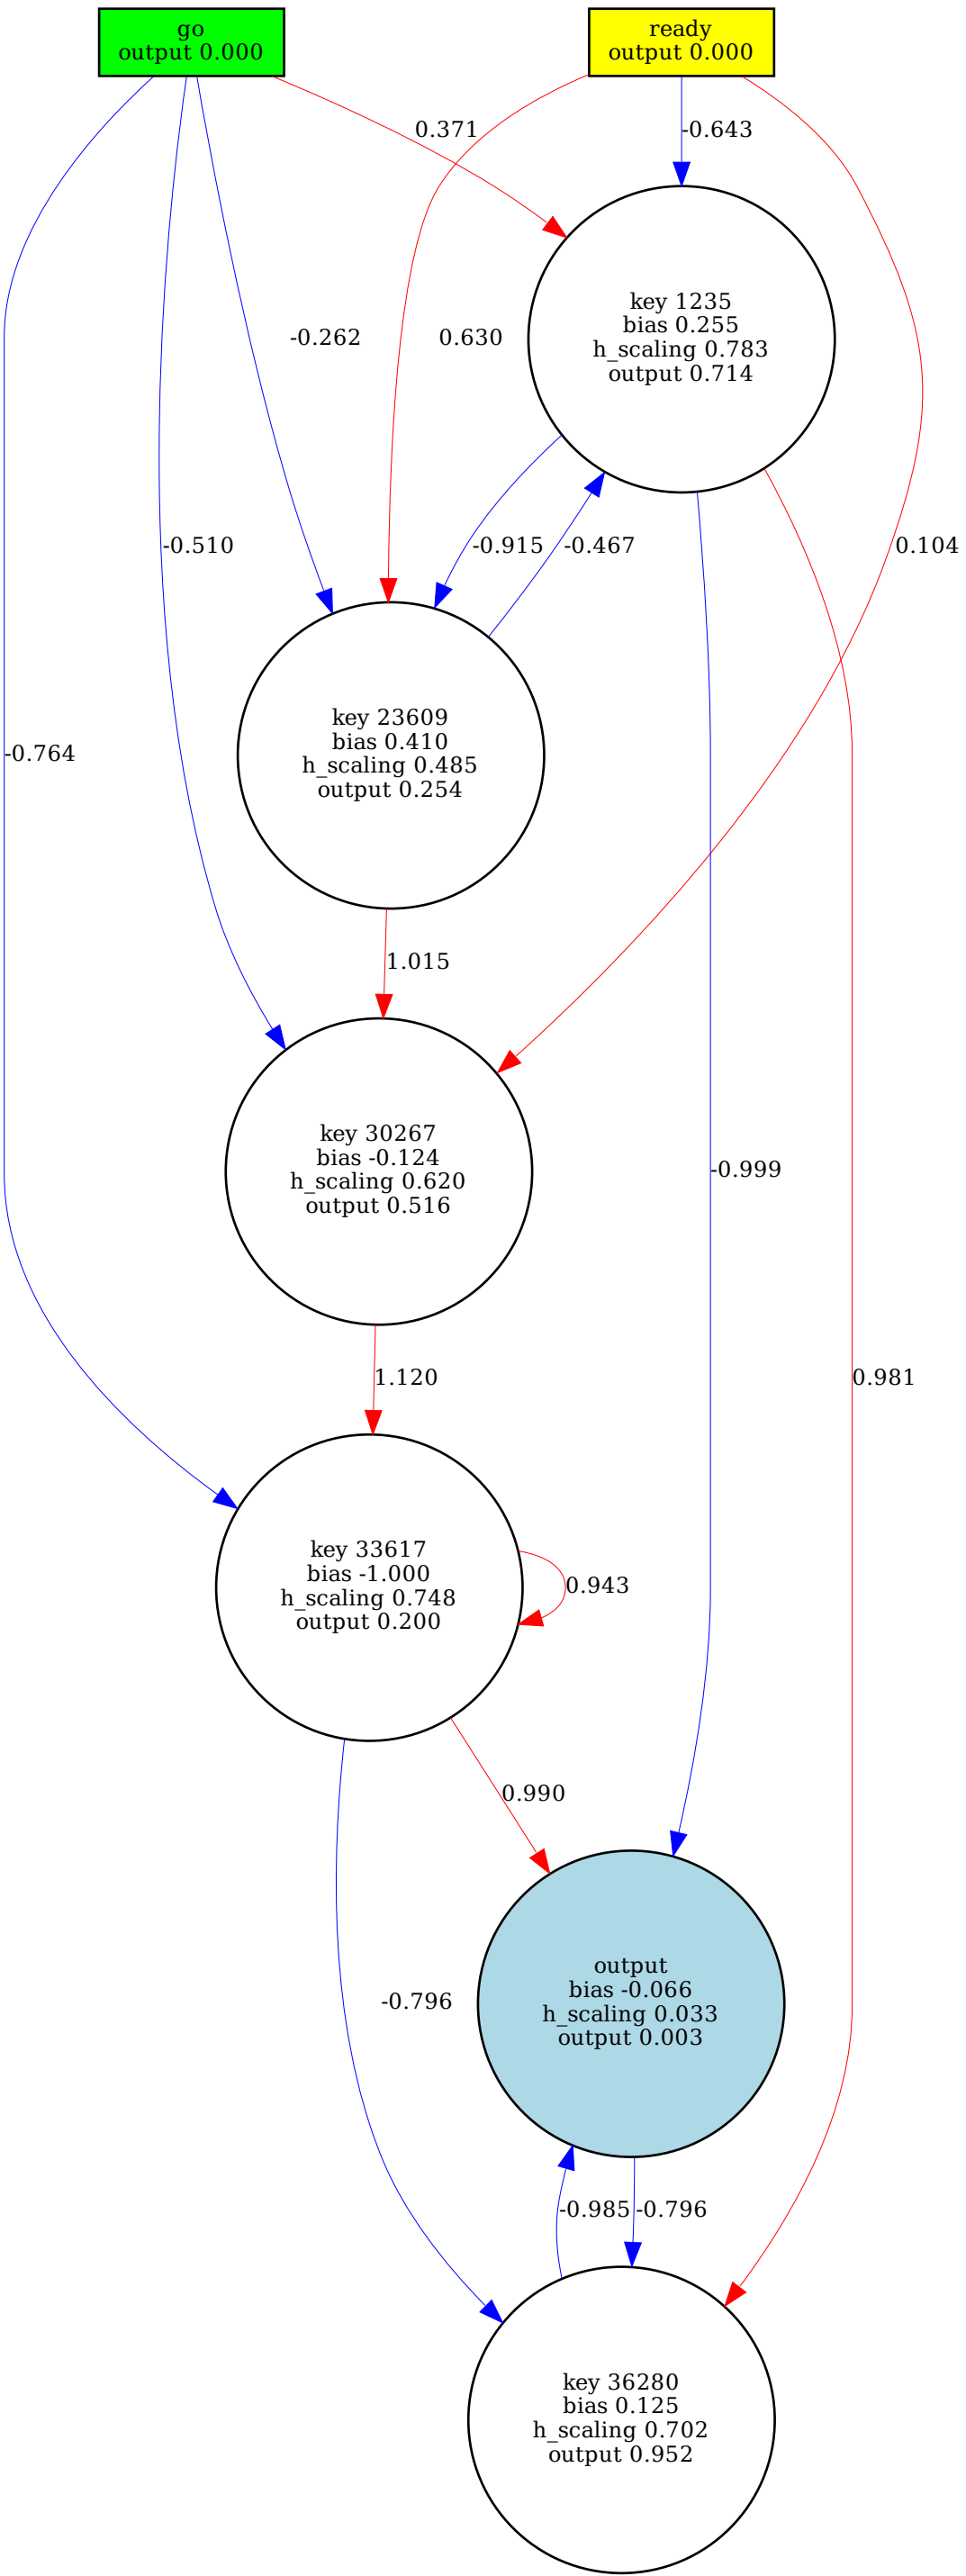 go
output 0.000
ready
output 0.000
0.371
-0.643
key 1235
bias 0.255
h_scaling 0.783
output 0.714
-0.262
0.630
-0.510
-0.915
-0.467
0.104
key 23609
bias 0.410
h_scaling 0.485
output 0.254
-0.764
1.015
key 30267
bias -0.124
h_scaling 0.620
output 0.516
-0.999
1.120
0.981
key 33617
bias -1.000
h_scaling 0.748
output 0.200
0.943
0.990
output
bias -0.066
h_scaling 0.033
output 0.003
-0.796
-0.985
-0.796
key 36280
bias 0.125
h_scaling 0.702
output 0.952